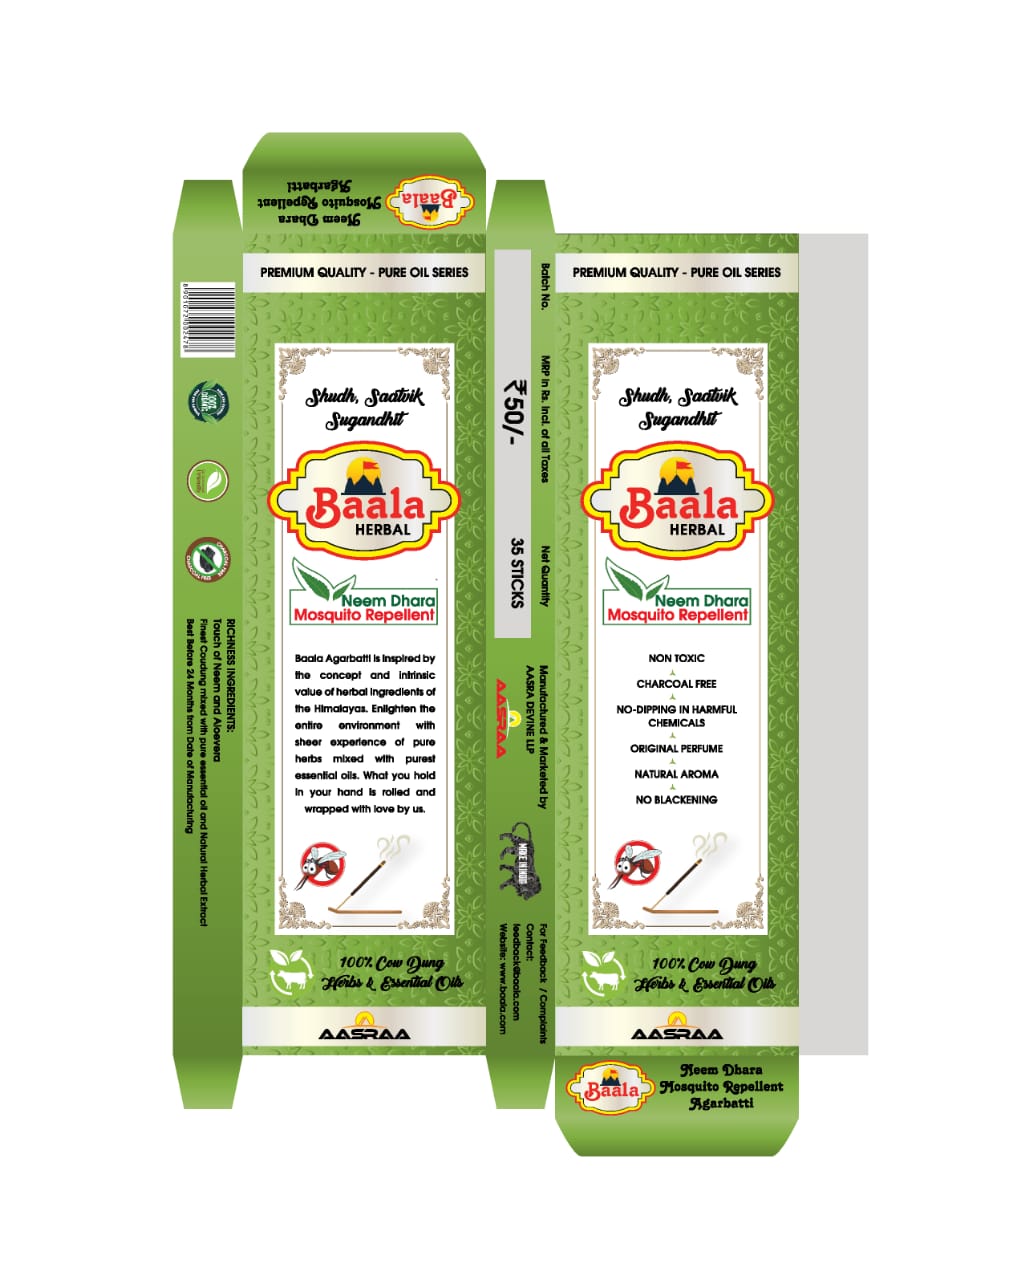 Neem Dhara
Mosquito Repellent
Agarbatti
Baala
PREMIUM QUALITY - PURE OIL SERIES
Shudh, Saatvik
Sugandhit
Baala
HERBAL
Neem Dhara
Mosquito Repellent
Baala Agarbatti is inspired by
the concept and intrinsic
value of herbal ingredients of
the Himalayas. Enlighten the
entire environment with
sheer experience of pure
herbs mixed with purest
essential oils. What you hold
in your hand is rolled and
wrapped with love by us.
100% Cow Dung
Herbs & Essential Oils
AASRAA
100% ORGANIC
Friendly
CHARCOAL FREE
CHARCOAL FREE
RICHNESS INGREDIENTS:
Touch of Neem and Aloevera
Finest Coudung mixed with pure essential oil and Natural Herbal Extract
Best Before 24 Months from Date of Manufacturing
Batch No.
MRP In Rs. Incl. of all Taxes
Net Quantity
₹50/-
35 STICKS
Manufactured & Marketed by
AASRA DEVINE LLP
AASRAA
MAKE IN INDIA
For Feedback / Complaints
Contact:
feedback@baala.com
Website: www.baala.com
PREMIUM QUALITY - PURE OIL SERIES
Shudh, Saatvik
Sugandhit
Baala
HERBAL
Neem Dhara
Mosquito Repellent
NON TOXIC
CHARCOAL FREE
NO-DIPPING IN HARMFUL
CHEMICALS
ORIGINAL PERFUME
NATURAL AROMA
NO BLACKENING
100% Cow Dung
Herbs & Essential Oils
AASRAA
Baala
Neem Dhara
Mosquito Repellent
Agarbatti